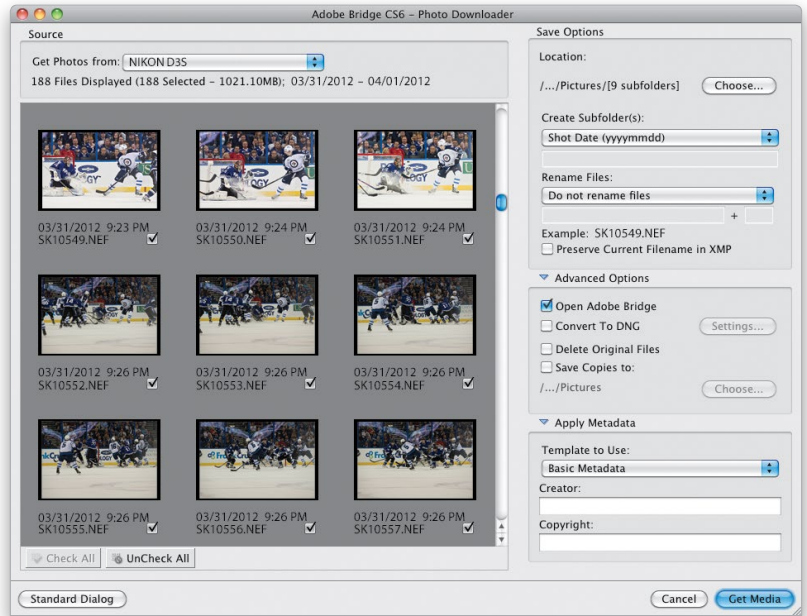 Adobe Bridge CS6 – Photo Downloader
Source
Get Photos from: NIKON D3S
188 Files Displayed (188 Selected – 1021.10MB); 03/31/2012 – 04/01/2012
03/31/2012 9:23 PM
SK10549.NEF
03/31/2012 9:24 PM
SK10550.NEF
03/31/2012 9:24 PM
SK10551.NEF
03/31/2012 9:26 PM
SK10552.NEF
03/31/2012 9:26 PM
SK10553.NEF
03/31/2012 9:26 PM
SK10554.NEF
03/31/2012 9:26 PM
SK10555.NEF
03/31/2012 9:26 PM
SK10556.NEF
03/31/2012 9:26 PM
SK10557.NEF
Check All
UnCheck All
Standard Dialog
Save Options
Location:
/.../Pictures/[9 subfolders]
Choose...
Create Subfolder(s):
Shot Date (yyyymmdd)
Rename Files:
Do not rename files
+
Example: SK10549.NEF
Preserve Current Filename in XMP
Advanced Options
Open Adobe Bridge
Convert To DNG
Settings...
Delete Original Files
Save Copies to:
/.../Pictures
Choose...
Apply Metadata
Template to Use:
Basic Metadata
Creator:
Copyright:
Cancel
Get Media